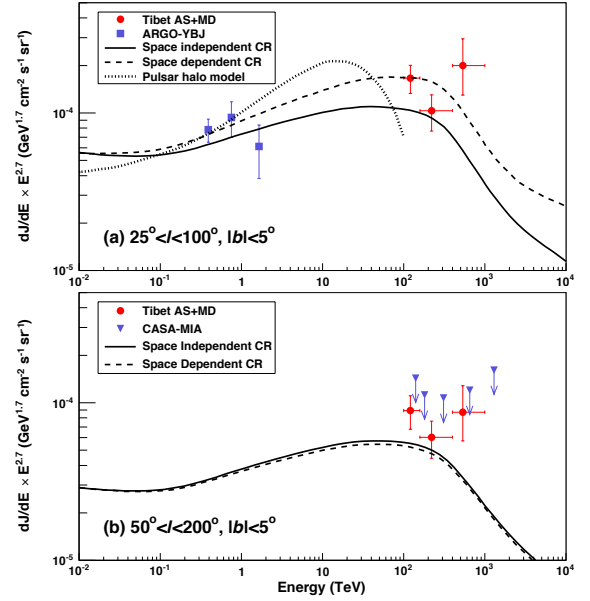 Tibet AS+MD
ARGO-YBJ
Space independent CR
Space dependent CR
Pulsar halo model
dJ/dE × E^2.7 (GeV^1.7 cm^-2 s^-1 sr^-1)
10^-4
10^-5
(a) 25°<l<100°, |b|<5°
10^-2 10^-1 1 10 10^2 10^3 10^4
Tibet AS+MD
CASA-MIA
Space Independent CR
Space Dependent CR
dJ/dE × E^2.7 (GeV^1.7 cm^-2 s^-1 sr^-1)
10^-4
10^-5
(b) 50°<l<200°, |b|<5°
10^-2 10^-1 1 10 10^2 10^3 10^4
Energy (TeV)